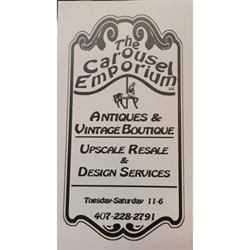 The
Carousel
Emporium
ANTIQUES &
VINTAGE BOUTIQUE
UPSCALE RESALE
&
DESIGN SERVICES
Tuesday-Saturday 11-6
407-228-2791